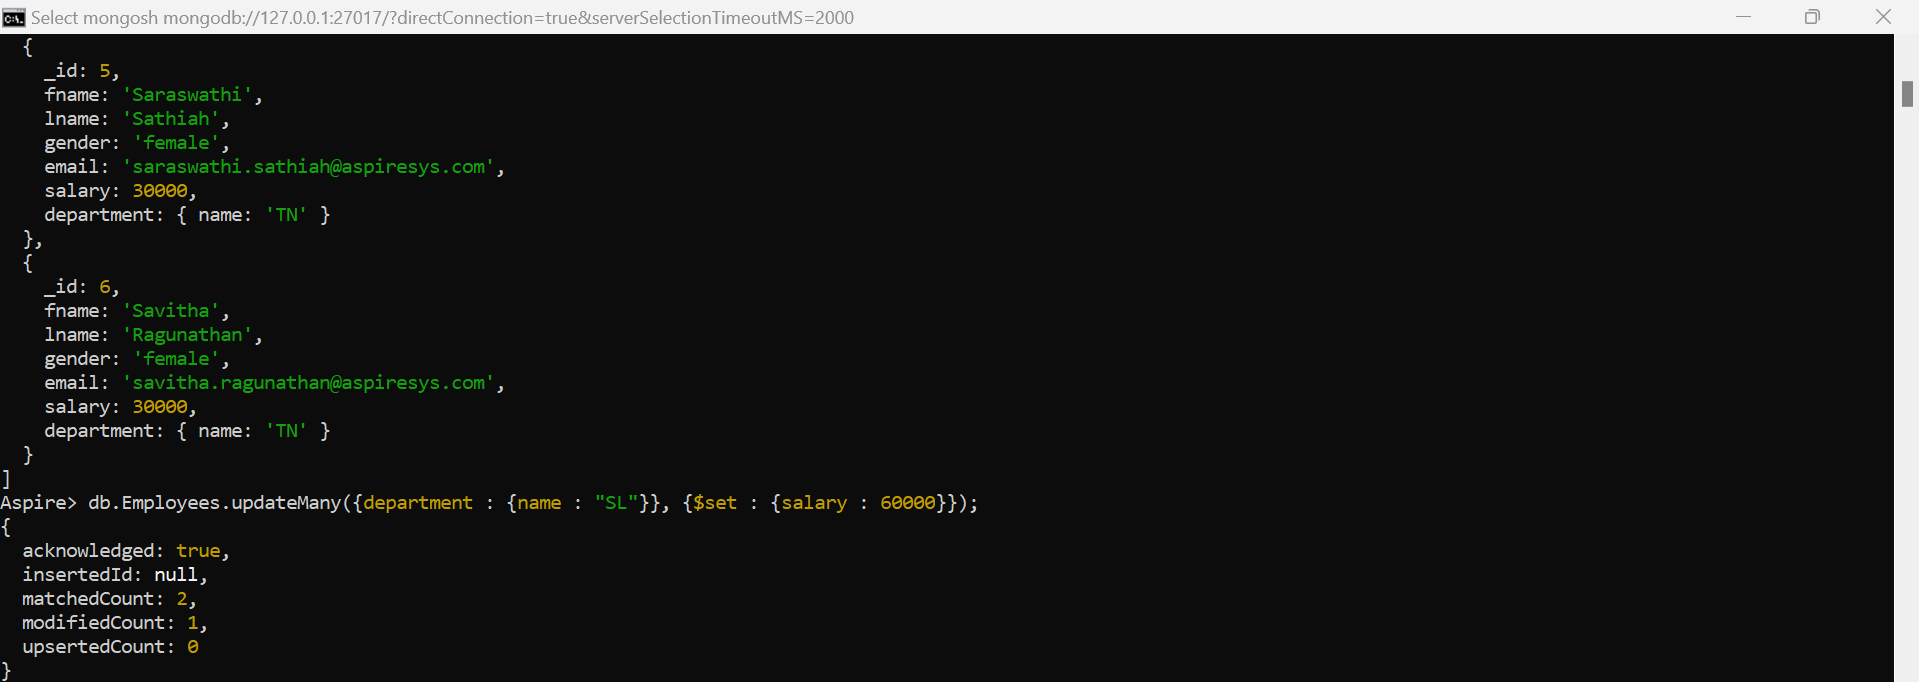 Select mongosh mongodb://127.0.0.1:27017/?directConnection=true&serverSelectionTimeoutMS=2000
{
_id: 5,
fname: 'Saraswathi',
lname: 'Sathiah',
gender: 'female',
email: 'saraswathi.sathiah@aspiresys.com',
salary: 30000,
department: { name: 'TN' }
},
{
_id: 6,
fname: 'Savitha',
lname: 'Ragunathan',
gender: 'female',
email: 'savitha.ragunathan@aspiresys.com',
salary: 30000,
department: { name: 'TN' }
}
]
Aspire> db.Employees.updateMany({department : {name : "SL"}}, {$set : {salary : 60000}});
{
acknowledged: true,
insertedId: null,
matchedCount: 2,
modifiedCount: 1,
upsertedCount: 0
}